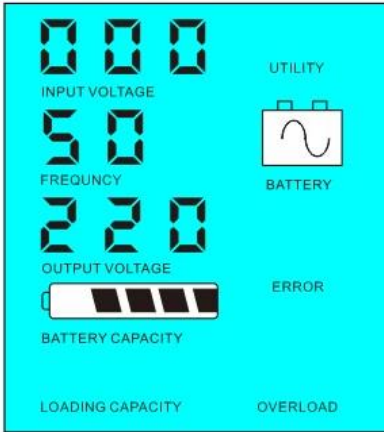 000
UTILITY
INPUT VOLTAGE
50
FREQUNCY
BATTERY
220
OUTPUT VOLTAGE
ERROR
BATTERY CAPACITY
LOADING CAPACITY
OVERLOAD